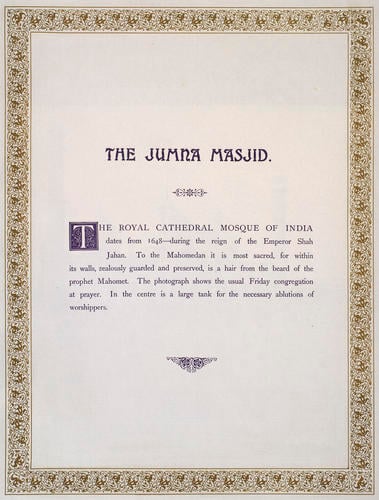 THE JUMNA MASJID.
THE ROYAL CATHEDRAL MOSQUE OF INDIA
dates from 1648—during the reign of the Emperor Shah
Jahan. To the Mahomedan it is most sacred, for within
its walls, zealously guarded and preserved, is a hair from the beard of the
prophet Mahomet. The photograph shows the usual Friday congregation
at prayer. In the centre is a large tank for the necessary ablutions of
worshippers.